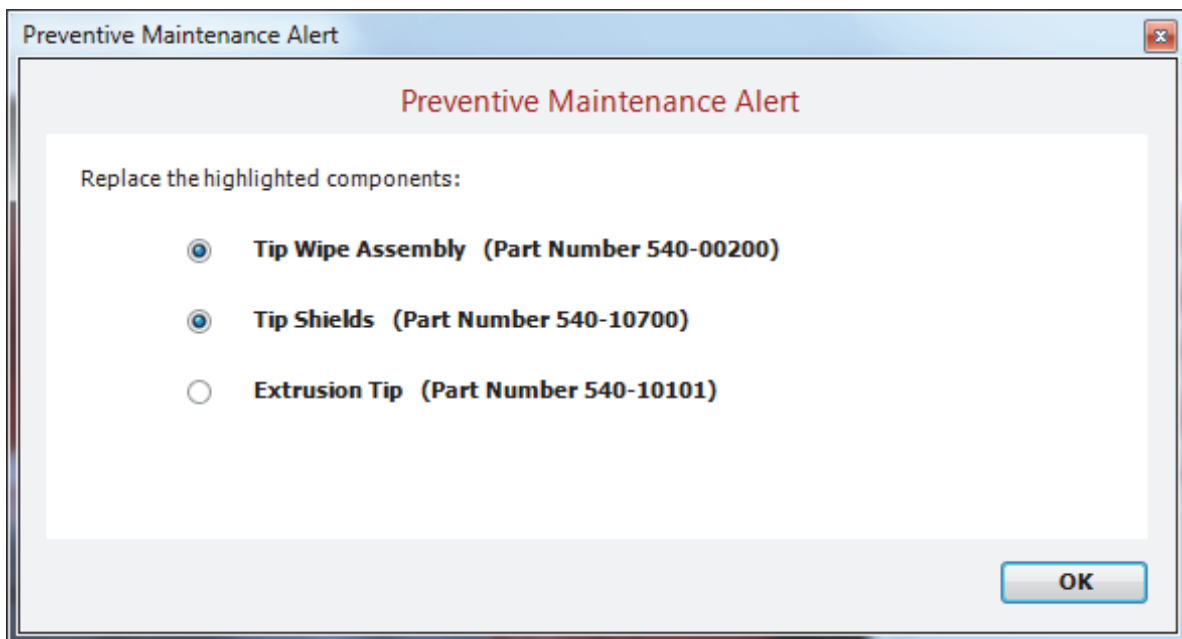 Preventive Maintenance Alert
Preventive Maintenance Alert
Replace the highlighted components:
Tip Wipe Assembly (Part Number 540-00200)
Tip Shields (Part Number 540-10700)
Extrusion Tip (Part Number 540-10101)
OK